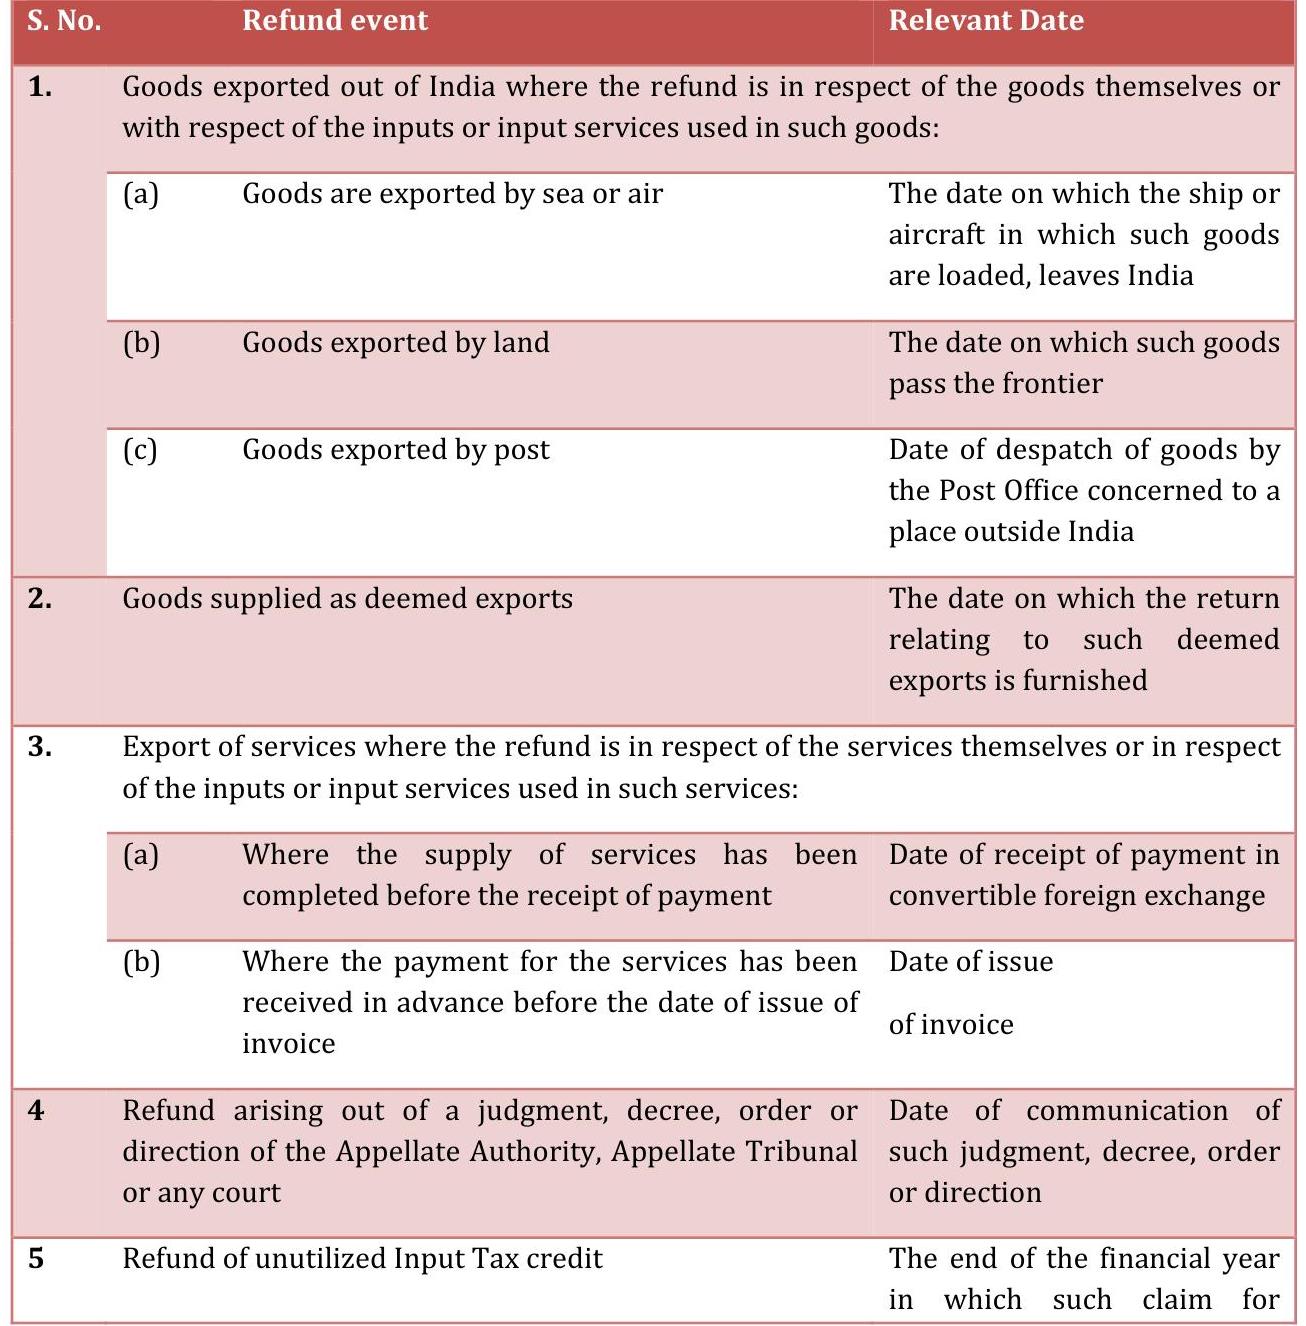 S. No. Refund event Relevant Date
1. Goods exported out of India where the refund is in respect of the goods themselves or
with respect of the inputs or input services used in such goods:
(a) Goods are exported by sea or air The date on which the ship or
aircraft in which such goods
are loaded, leaves India
(b) Goods exported by land The date on which such goods
pass the frontier
(c) Goods exported by post Date of despatch of goods by
the Post Office concerned to a
place outside India
2. Goods supplied as deemed exports The date on which the return
relating to such deemed
exports is furnished
3. Export of services where the refund is in respect of the services themselves or in respect
of the inputs or input services used in such services:
(a) Where the supply of services has been Date of receipt of payment in
completed before the receipt of payment convertible foreign exchange
(b) Where the payment for the services has been Date of issue
received in advance before the date of issue of
of invoice
invoice
4 Refund arising out of a judgment, decree, order or Date of communication of
direction of the Appellate Authority, Appellate Tribunal such judgment, decree, order
or any court or direction
5 Refund of unutilized Input Tax credit The end of the financial year
in which such claim for